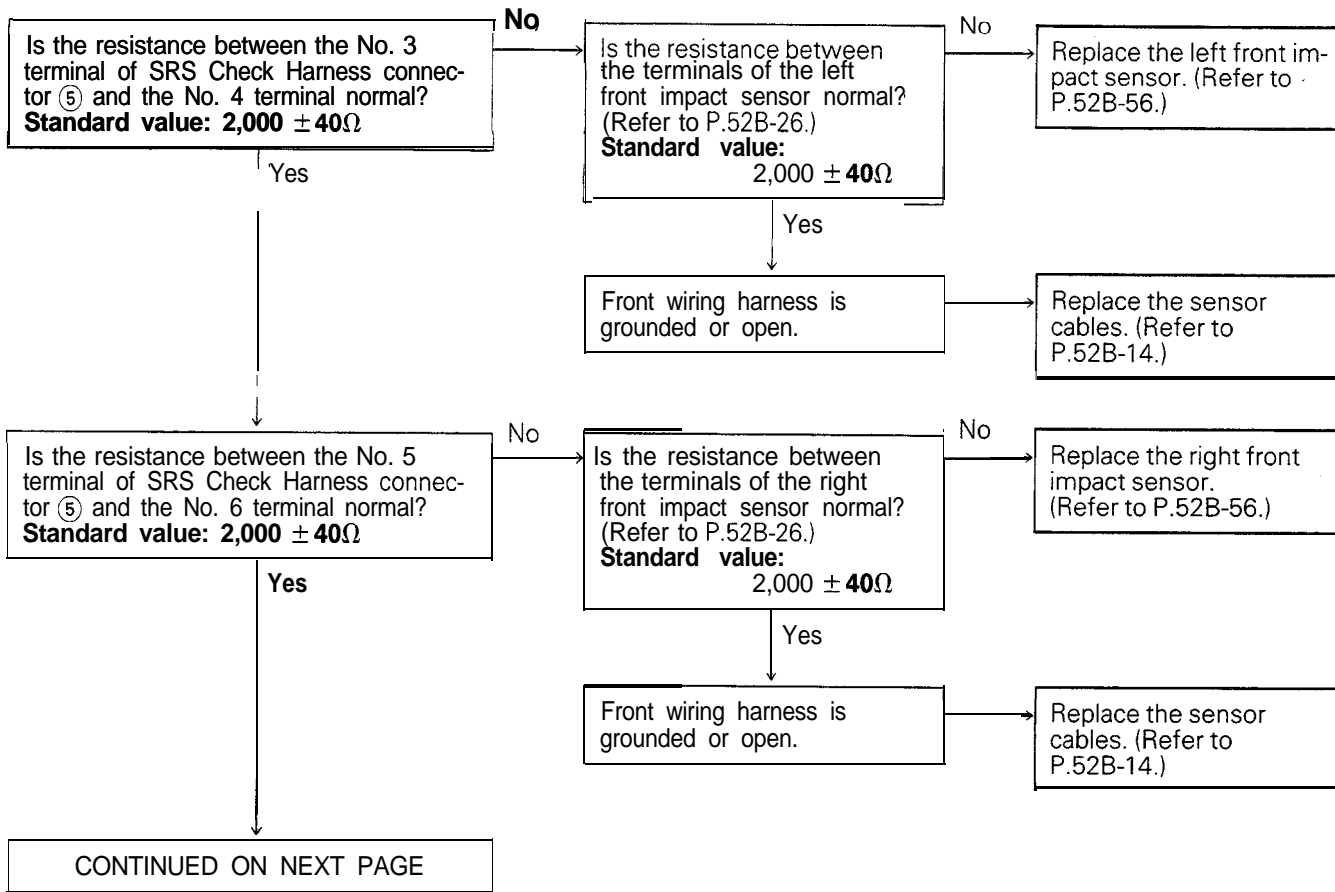 Is the resistance between the No. 3
terminal of SRS Check Harness connec-
tor ⑤ and the No. 4 terminal normal?
Standard value: 2,000 ±40Ω
No
Is the resistance between
the terminals of the left
front impact sensor normal?
(Refer to P.52B-26.)
Standard value:
2,000 ±40Ω
No
Replace the left front im-
pact sensor. (Refer to
P.52B-56.)
Yes
Yes
Front wiring harness is
grounded or open.
Replace the sensor
cables. (Refer to
P.52B-14.)
Is the resistance between the No. 5
terminal of SRS Check Harness connec-
tor ⑤ and the No. 6 terminal normal?
Standard value: 2,000 ±40Ω
No
Is the resistance between
the terminals of the right
front impact sensor normal?
(Refer to P.52B-26.)
Standard value:
2,000 ±40Ω
No
Replace the right front
impact sensor.
(Refer to P.52B-56.)
Yes
Yes
Front wiring harness is
grounded or open.
Replace the sensor
cables. (Refer to
P.52B-14.)
CONTINUED ON NEXT PAGE